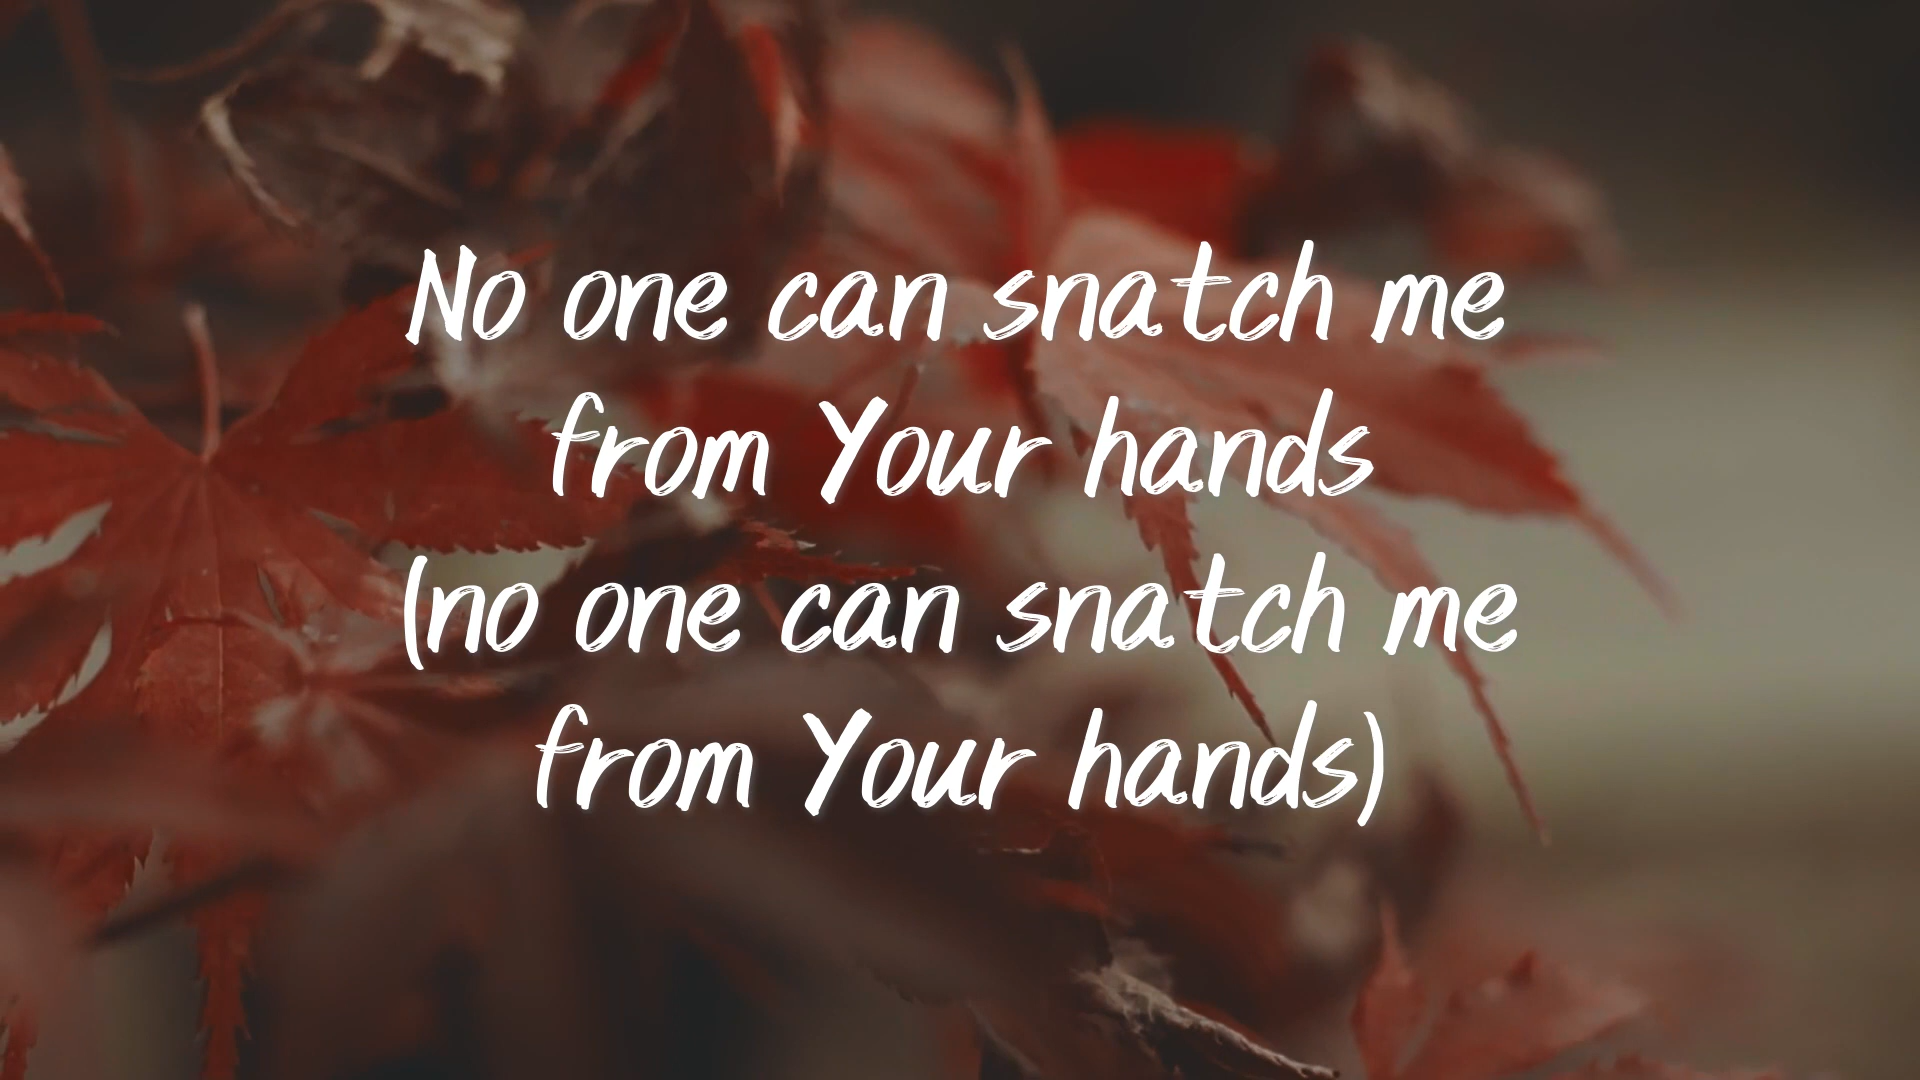 No one can snatch me
from Your hands
(no one can snatch me
from Your hands)